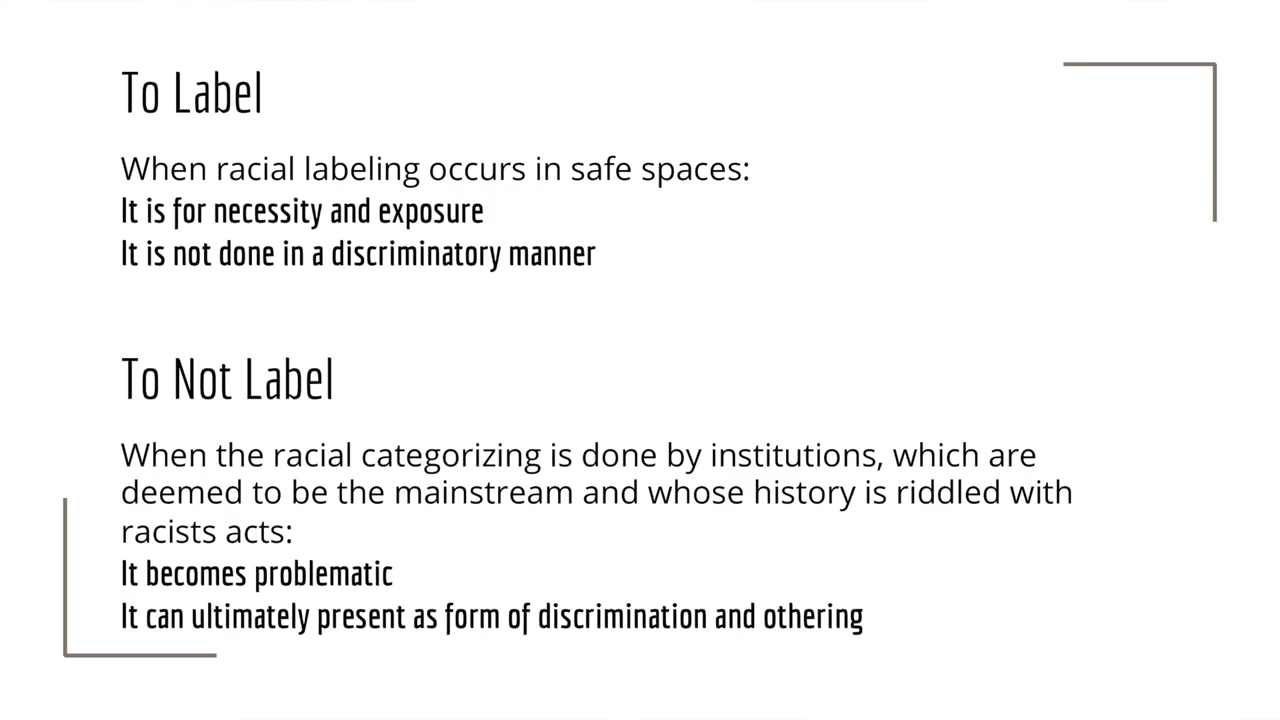 To Label
When racial labeling occurs in safe spaces:
It is for necessity and exposure
It is not done in a discriminatory manner
To Not Label
When the racial categorizing is done by institutions, which are
deemed to be the mainstream and whose history is riddled with
racists acts:
It becomes problematic
It can ultimately present as form of discrimination and othering